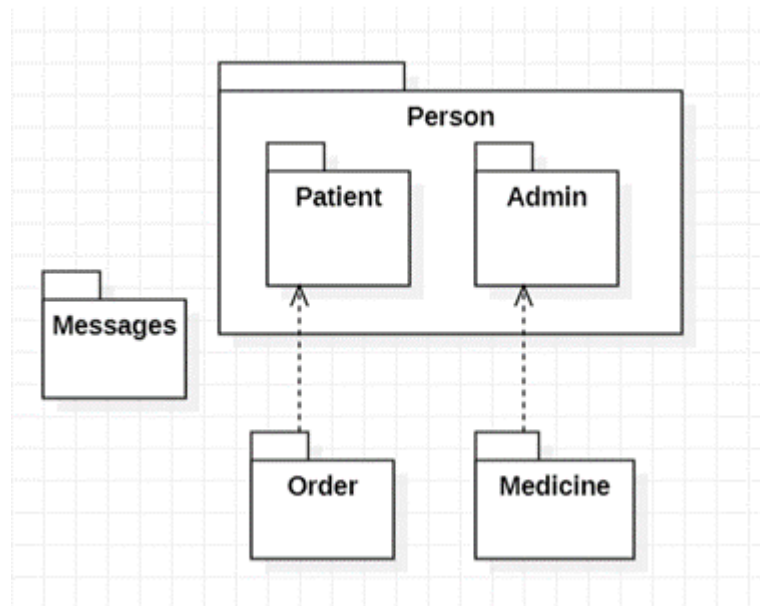 Person
Patient
Admin
Messages
Order
Medicine